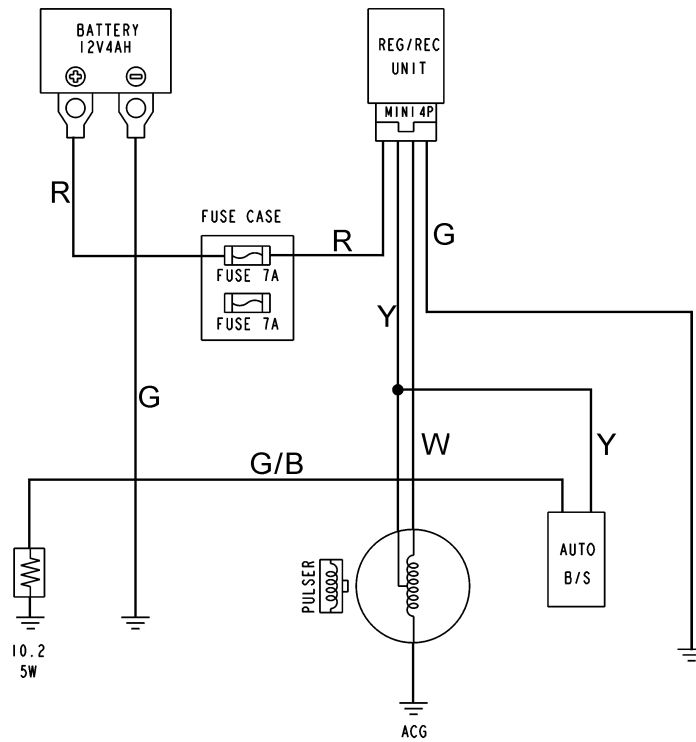 BATTERY
12V4AH
REG/REC
UNIT
MINI 4P
R
FUSE CASE
R
G
FUSE 7A
Y
FUSE 7A
G
W
Y
G/B
AUTO
B/S
PULSER
10.2
5W
ACG